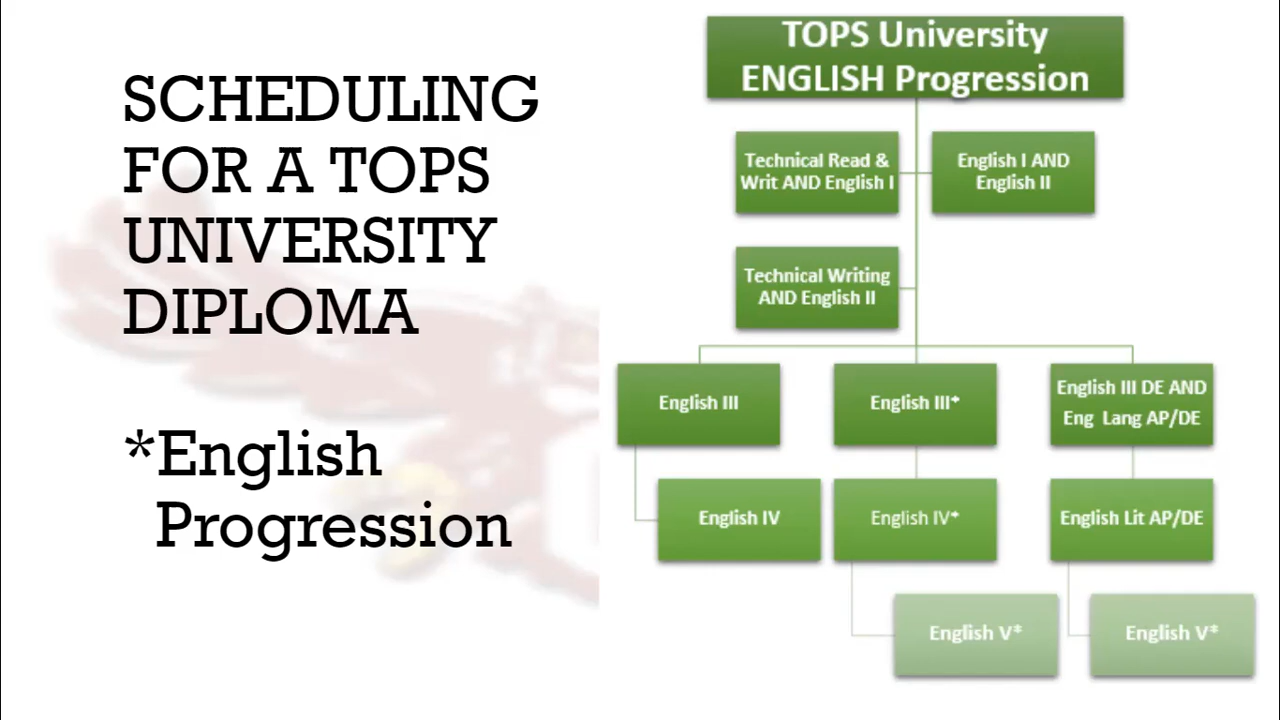 SCHEDULING
FOR A TOPS
UNIVERSITY
DIPLOMA
*English
Progression
TOPS University
ENGLISH Progression
Technical Read &
Writ AND English I
English I AND
English II
Technical Writing
AND English II
English III
English III*
English III DE AND
Eng Lang AP/DE
English IV
English IV*
English Lit AP/DE
English V*
English V*